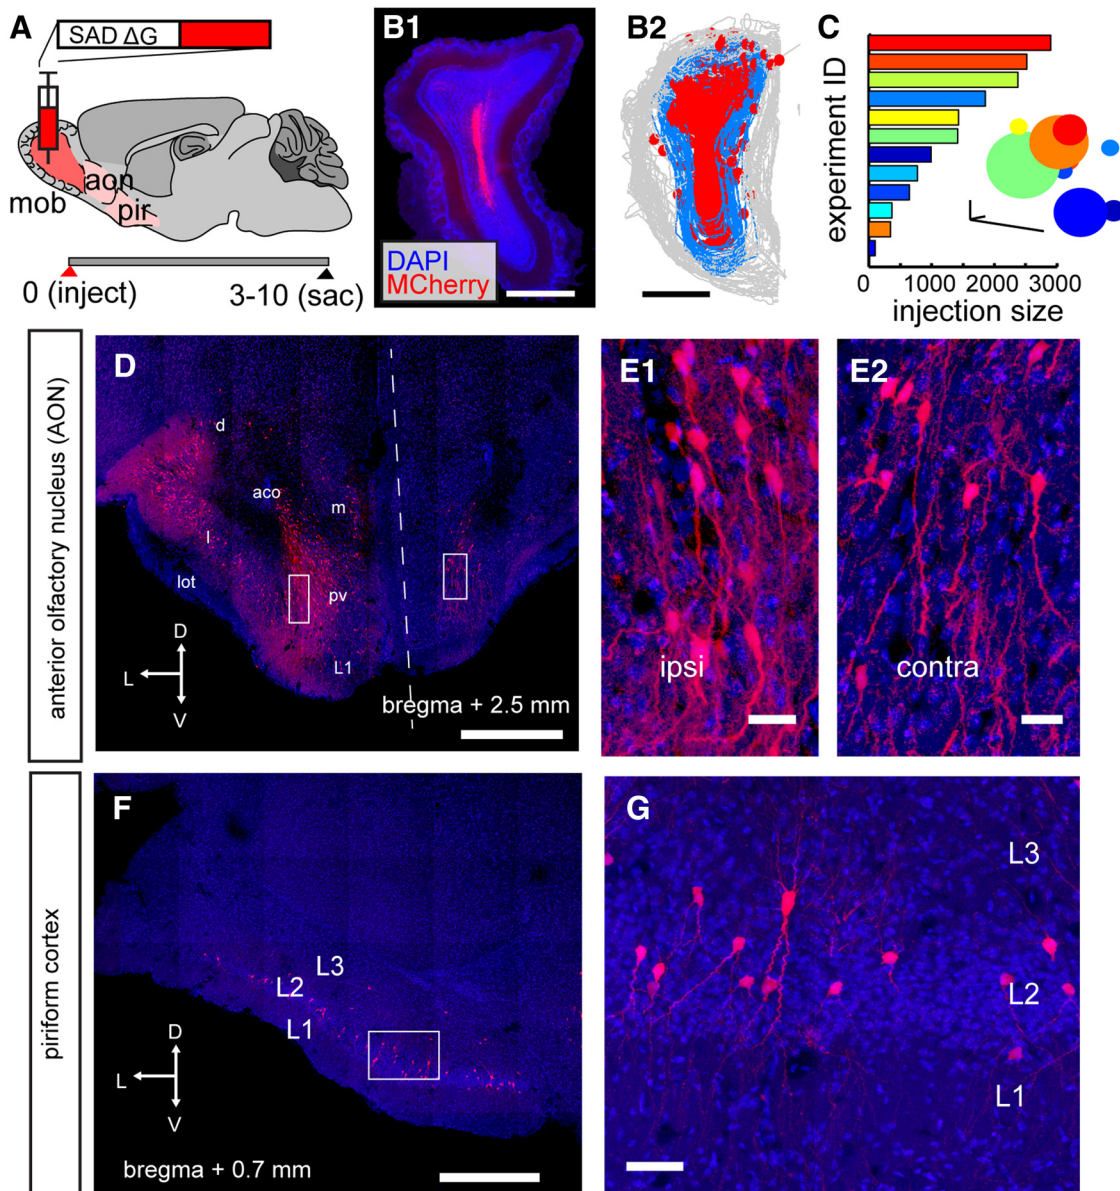 A
SAD ΔG
mob
aon
pir
0 (inject)
3-10 (sac)
B1
DAPI
MCherry
B2
C
experiment ID
0 1000 2000 3000
injection size
anterior olfactory nucleus (AON)
D
d
aco
m
l
lot
pv
L1
D
L
V
bregma + 2.5 mm
E1
ipsi
E2
contra
piriform cortex
F
L3
L2
L1
D
L
V
bregma + 0.7 mm
G
L3
L2
L1